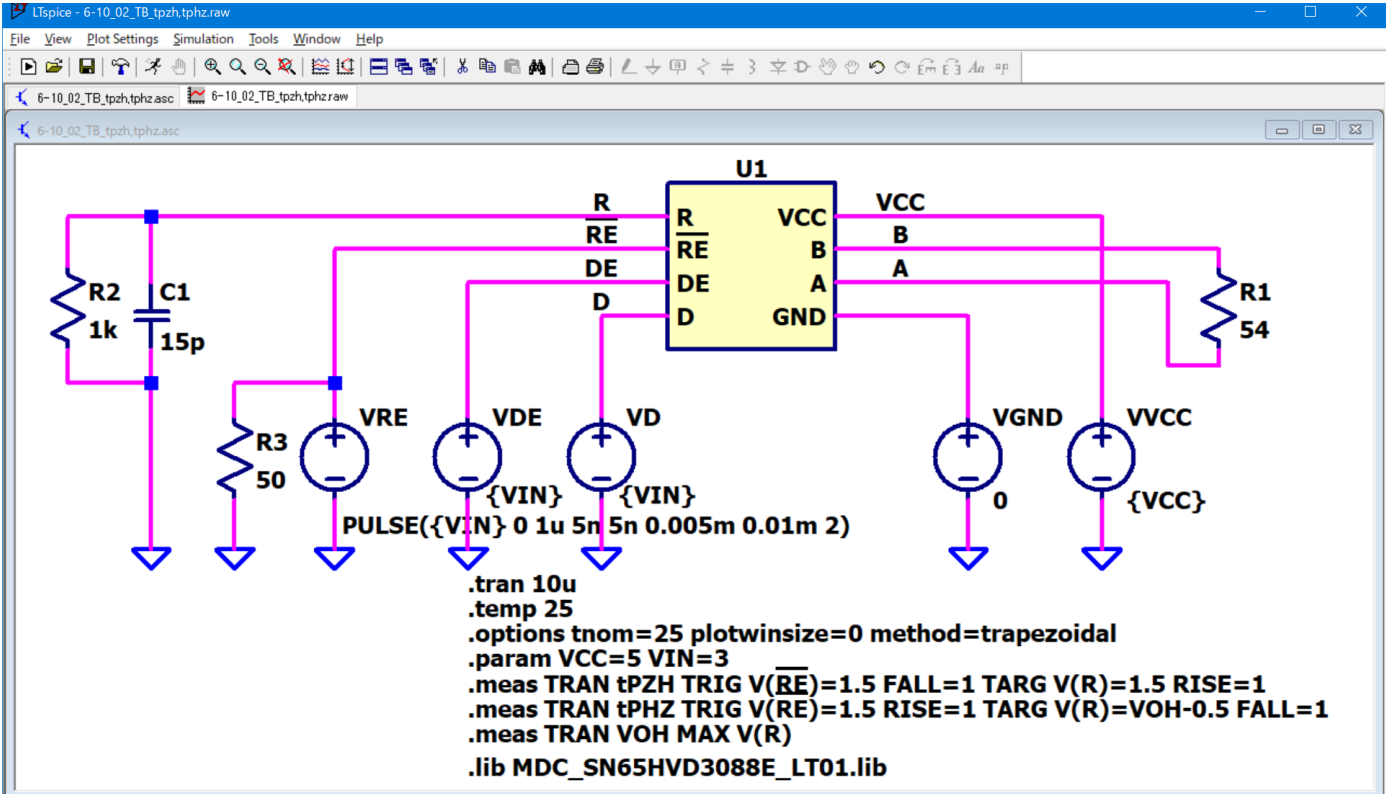 LTspice - 6-10_02_TB_tpzh,tphz.raw
File View Plot Settings Simulation Tools Window Help
6-10_02_TB_tpzh,tphz.asc 6-10_02_TB_tpzh,tphz.raw
6-10_02_TB_tpzh,tphz.asc
U1
R R VCC VCC
RE RE B B
DE DE A A
D D GND
R2
1k
C1
15p
R1
54
R3
50
VRE
VDE
VD
VGND
VVCC
{VIN}
{VIN}
0
{VCC}
PULSE({VIN} 0 1u 5n 5n 0.005m 0.01m 2)
.tran 10u
.temp 25
.options tnom=25 plotwinsize=0 method=trapezoidal
.param VCC=5 VIN=3
.meas TRAN tPZH TRIG V(RE)=1.5 FALL=1 TARG V(R)=1.5 RISE=1
.meas TRAN tPHZ TRIG V(RE)=1.5 RISE=1 TARG V(R)=VOH-0.5 FALL=1
.meas TRAN VOH MAX V(R)
.lib MDC_SN65HVD3088E_LT01.lib